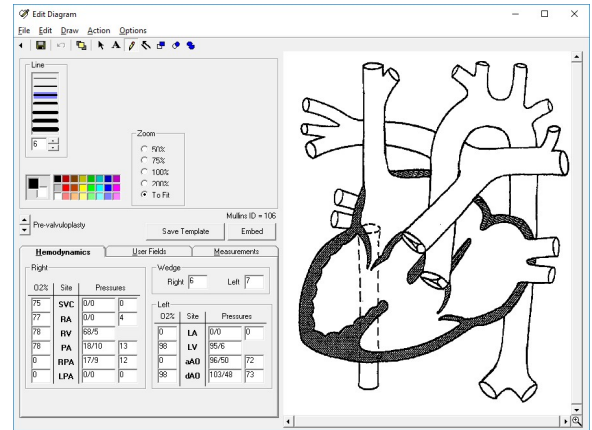 Edit Diagram
File Edit Draw Action Options
Line
6
Zoom
50%
75%
100%
200%
To Fit
Mullins ID = 106
Pre-valvuloplasty
Save Template Embed
Hemodynamics User Fields Measurements
Right
O2% Site Pressures
75 SVC 0/0 0
77 RA 0/0 4
78 RV 68/5
78 PA 18/10 13
0 RPA 17/9 12
0 LPA 0/0 0
Wedge
Right 6 Left 7
Left
O2% Site Pressures
0 LA 0/0 0
98 LV 95/6
0 aAO 96/50 72
98 dAO 103/48 73